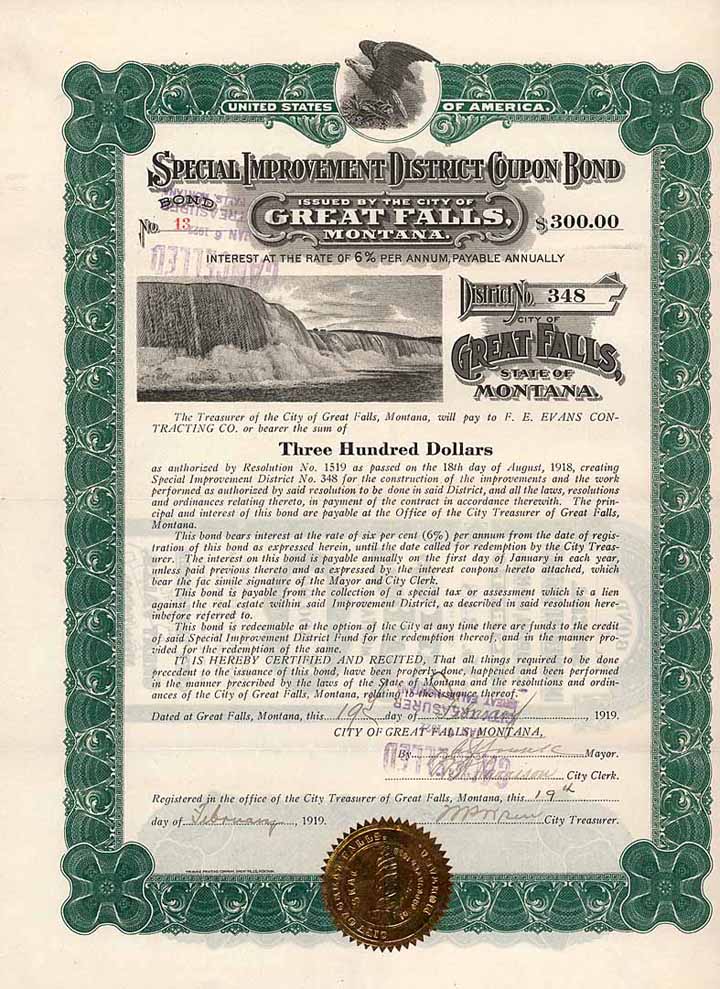 UNITED STATES OF AMERICA.
SPECIAL IMPROVEMENT DISTRICT COUPON BOND
BOND
No. 13
ISSUED BY THE CITY OF
GREAT FALLS,
MONTANA.
$300.00
CANCELLED
INTEREST AT THE RATE OF 6% PER ANNUM, PAYABLE ANNUALLY
District No. 348
CITY OF
GREAT FALLS,
STATE OF
MONTANA.
The Treasurer of the City of Great Falls, Montana, will pay to F. E. EVANS CON-
TRACTING CO. or bearer the sum of
Three Hundred Dollars
as authorized by Resolution No. 1519 as passed on the 18th day of August, 1918, creating
Special Improvement District No. 348 for the construction of the improvements and the work
performed as authorized by said resolution to be done in said District, and all the laws, resolutions
and ordinances relating thereto, in payment of the contract in accordance therewith. The prin-
cipal and interest of this bond are payable at the Office of the City Treasurer of Great Falls,
Montana.
This bond bears interest at the rate of six per cent (6%) per annum from the date of regis-
tration of this bond as expressed herein, until the date called for redemption by the City Treas-
urer. The interest on this bond is payable annually on the first day of January in each year,
unless paid previous thereto and as expressed by the interest coupons hereto attached, which
bear the fac simile signature of the Mayor and City Clerk.
This bond is payable from the collection of a special tax or assessment which is a lien
against the real estate within said Improvement District, as described in said resolution here-
inbefore referred to.
This bond is redeemable at the option of the City at any time there are funds to the credit
of said Special Improvement District Fund for the redemption thereof, and in the manner pro-
vided for the redemption of the same.
IT IS HEREBY CERTIFIED AND RECITED, That all things required to be done
precedent to the issuance of this bond, have been properly done, happened and been performed
in the manner prescribed by the laws of the State of Montana and the resolutions and ordin-
ances of the City of Great Falls, Montana, relating to the issuance thereof.
Dated at Great Falls, Montana, this 19th day of February, 1919.
CITY OF GREAT FALLS, MONTANA,
By Mayor.
City Clerk.
CANCELLED
Registered in the office of the City Treasurer of Great Falls, Montana, this 19th
day of February, 1919. City Treasurer.